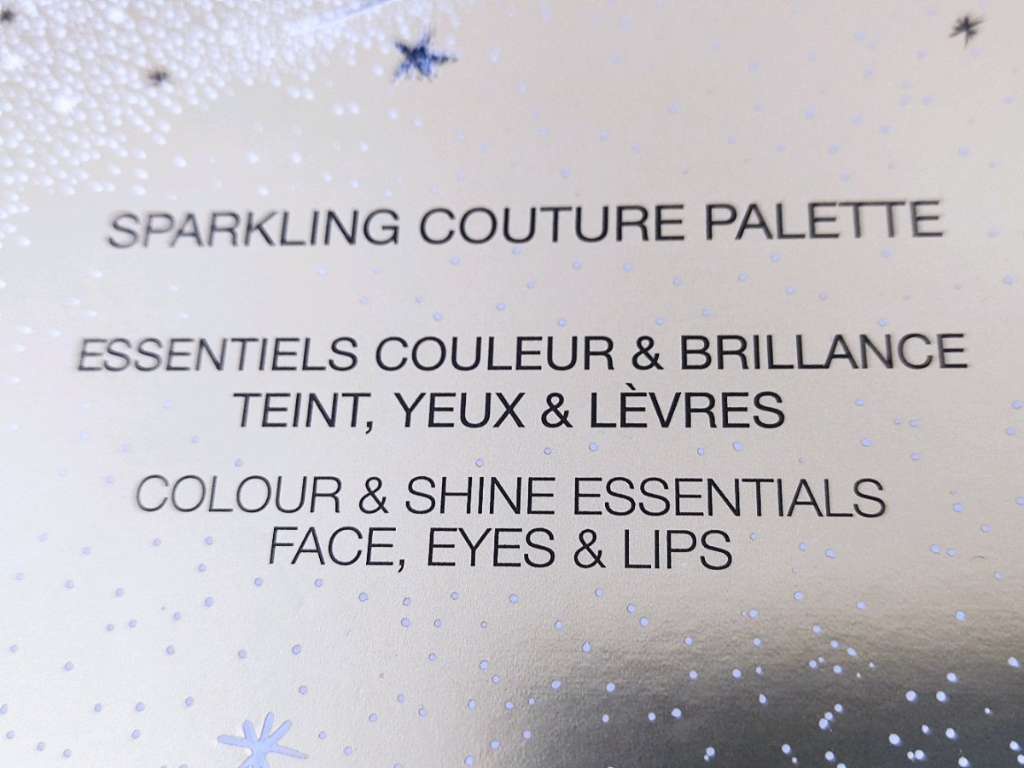 SPARKLING COUTURE PALETTE
ESSENTIELS COULEUR & BRILLANCE
TEINT, YEUX & LÈVRES
COLOUR & SHINE ESSENTIALS
FACE, EYES & LIPS